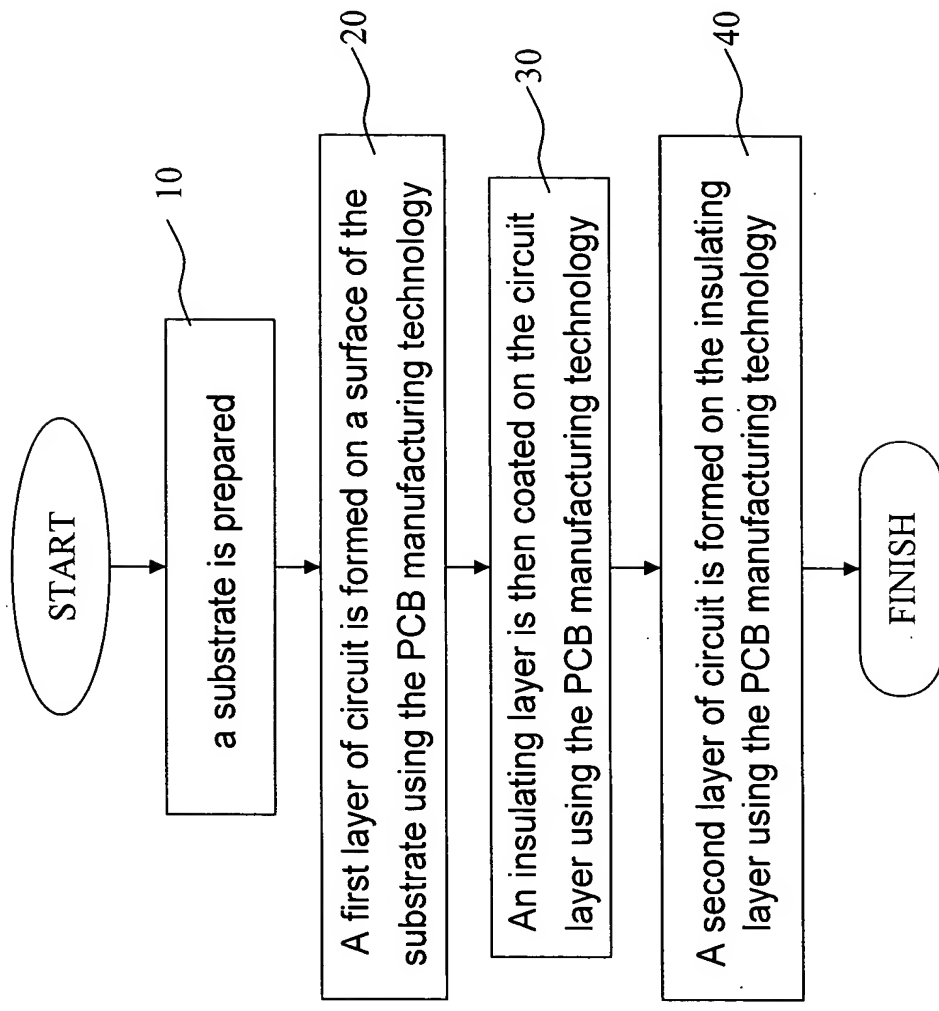 START
a substrate is prepared
10
A first layer of circuit is formed on a surface of the
substrate using the PCB manufacturing technology
20
An insulating layer is then coated on the circuit
layer using the PCB manufacturing technology
30
A second layer of circuit is formed on the insulating
layer using the PCB manufacturing technology
40
FINISH